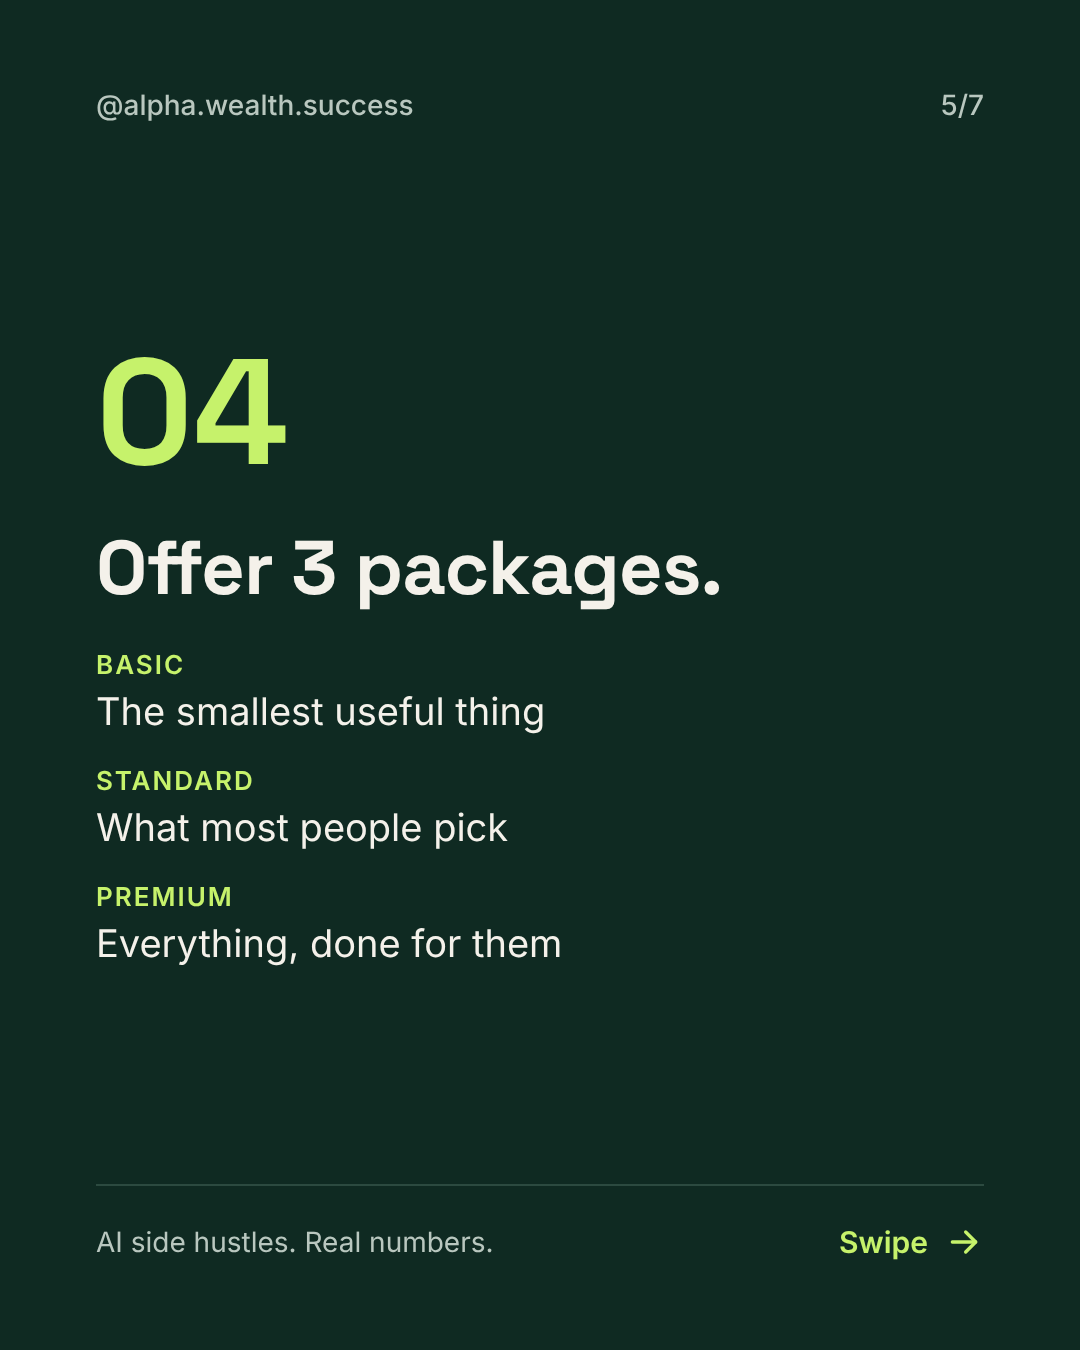 @alpha.wealth.success
5/7
04
Offer 3 packages.
BASIC
The smallest useful thing
STANDARD
What most people pick
PREMIUM
Everything, done for them
AI side hustles. Real numbers.
Swipe →